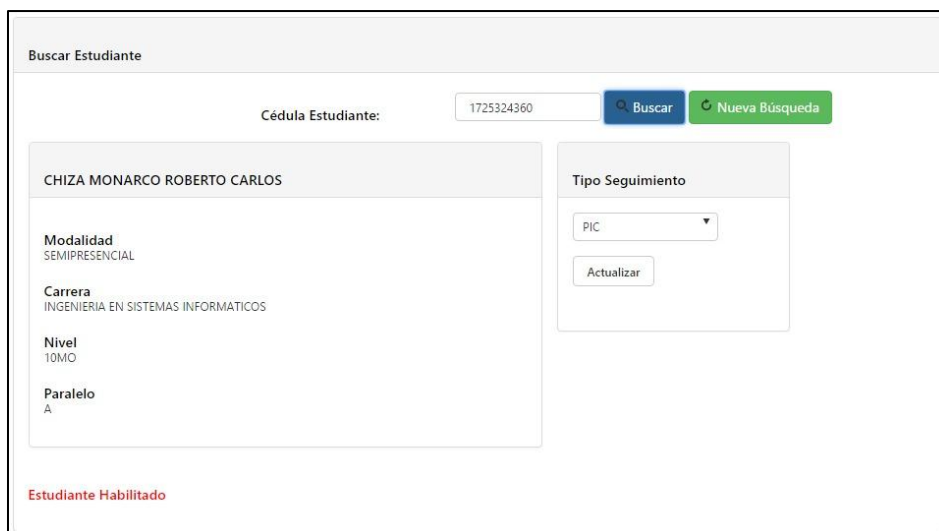 Buscar Estudiante
Cédula Estudiante: 1725324360 Buscar Nueva Búsqueda
CHIZA MONARCO ROBERTO CARLOS
Modalidad
SEMIPRESENCIAL
Carrera
INGENIERIA EN SISTEMAS INFORMATICOS
Nivel
10MO
Paralelo
A
Tipo Seguimiento
PIC
Actualizar
Estudiante Habilitado